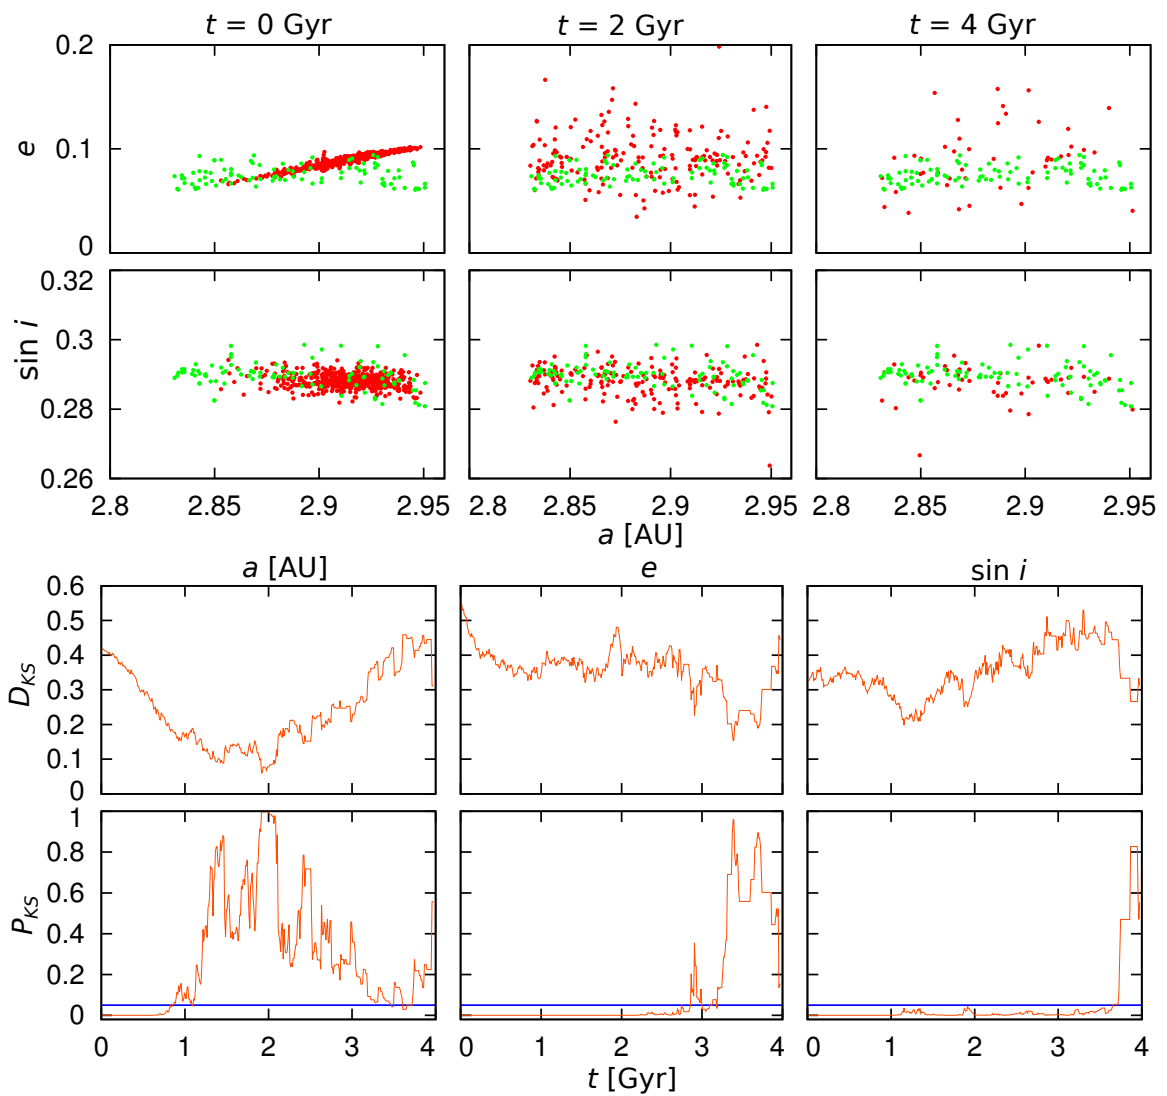 t = 0 Gyr t = 2 Gyr t = 4 Gyr
0.2
e
0.1
0
0.32
sin i
0.3
0.28
0.26
2.8 2.85 2.9 2.95 2.8 2.85 2.9 2.95 2.8 2.85 2.9 2.95
a [AU]
a [AU] e sin i
0.6
0.5
0.4
D_KS
0.3
0.2
0.1
0
1
0.8
0.6
P_KS
0.4
0.2
0
0 1 2 3 4 0 1 2 3 4 0 1 2 3 4
t [Gyr]